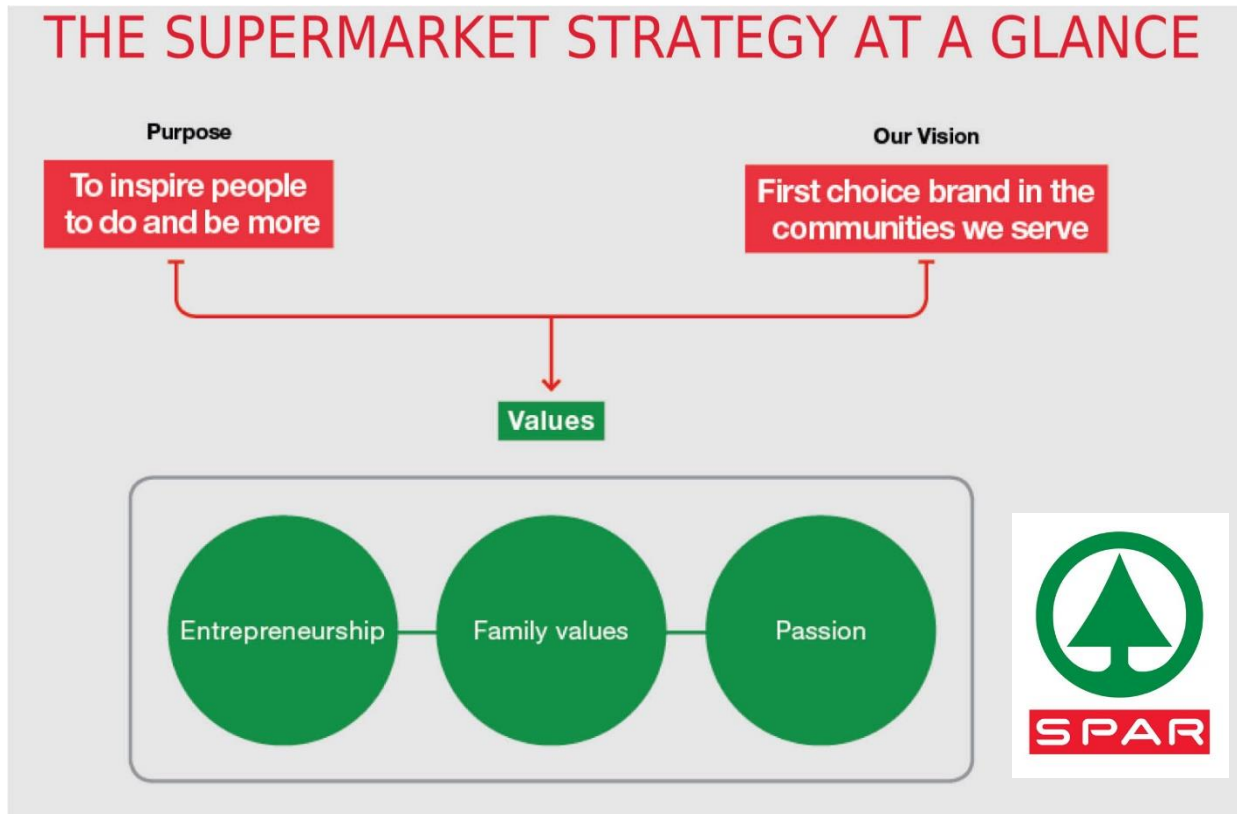 THE SUPERMARKET STRATEGY AT A GLANCE
Purpose
Our Vision
To inspire people
to do and be more
First choice brand in the
communities we serve
Values
Entrepreneurship
Family values
Passion
SPAR